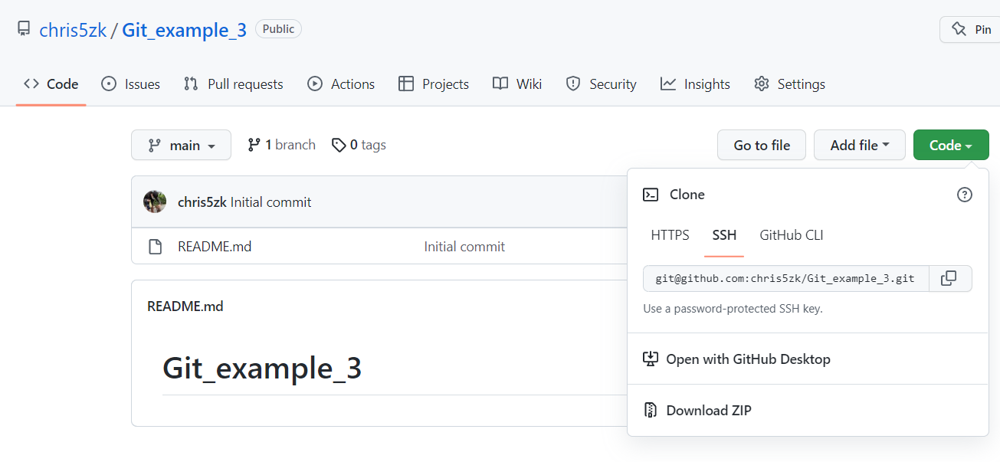 chris5zk / Git_example_3 Public
Pin
Code Issues Pull requests Actions Projects Wiki Security Insights Settings
main 1 branch 0 tags Go to file Add file Code
chris5zk Initial commit
README.md Initial commit
README.md
Git_example_3
Clone
HTTPS SSH GitHub CLI
git@github.com:chris5zk/Git_example_3.git
Use a password-protected SSH key.
Open with GitHub Desktop
Download ZIP